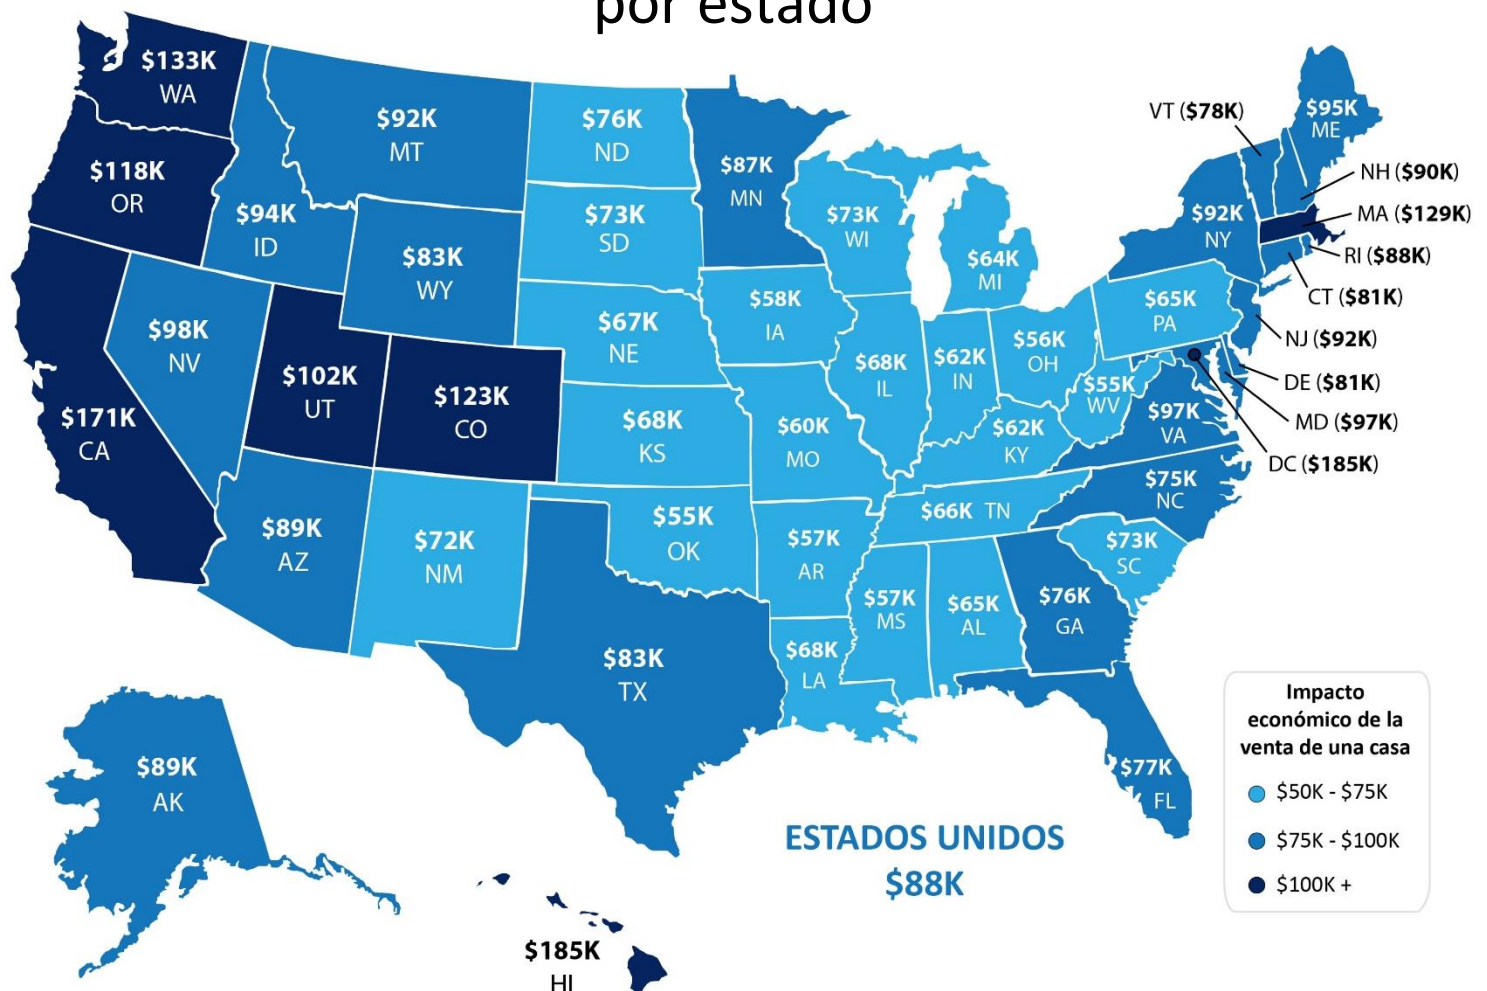 por estado
$133K
WA
$118K
OR
$171K
CA
$94K
ID
$98K
NV
$92K
MT
$83K
WY
$102K
UT
$123K
CO
$89K
AZ
$72K
NM
$76K
ND
$73K
SD
$67K
NE
$68K
KS
$55K
OK
$83K
TX
$87K
MN
$58K
IA
$60K
MO
$57K
AR
$68K
LA
$73K
WI
$68K
IL
$64K
MI
$62K
IN
$56K
OH
$62K
KY
$66K TN
$57K
MS
$65K
AL
$76K
GA
$77K
FL
$73K
SC
$75K
NC
$97K
VA
$55K
WV
$65K
PA
$92K
NY
$95K
ME
VT ($78K)
NH ($90K)
MA ($129K)
RI ($88K)
CT ($81K)
NJ ($92K)
DE ($81K)
MD ($97K)
DC ($185K)
$89K
AK
$185K
HI
ESTADOS UNIDOS
$88K
Impacto
económico de la
venta de una casa
$50K - $75K
$75K - $100K
$100K +